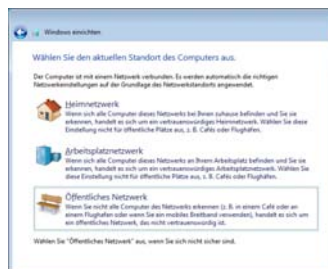 Windows einrichten
Wählen Sie den aktuellen Standort des Computers aus.
Der Computer ist mit einem Netzwerk verbunden. Es werden automatisch die richtigen
Netzwerkeinstellungen auf der Grundlage des Netzwerkstandorts angewendet.
Heimnetzwerk
Wenn sich alle Computer dieses Netzwerks bei Ihnen zuhause befinden und Sie sie
erkennen, handelt es sich um ein vertrauenswürdiges Heimnetzwerk. Wählen Sie diese
Einstellung nicht für öffentliche Plätze aus, z. B. Cafés oder Flughäfen.
Arbeitsplatznetzwerk
Wenn sich alle Computer dieses Netzwerks an Ihrem Arbeitsplatz befinden und Sie sie
erkennen, handelt es sich um ein vertrauenswürdiges Arbeitsplatznetzwerk. Wählen Sie
diese Einstellung nicht für öffentliche Plätze aus, z. B. Cafés oder Flughäfen.
Öffentliches Netzwerk
Wenn Sie nicht alle Computer des Netzwerks erkennen (z. B. in einem Café oder an
einem Flughafen oder wenn Sie ein mobiles Breitband verwenden), handelt es sich um
ein öffentliches Netzwerk, das nicht vertrauenswürdig ist.
Wählen Sie "Öffentliches Netzwerk" aus, wenn Sie sich nicht sicher sind.